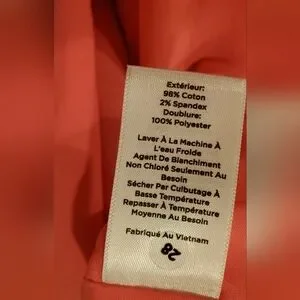 Extérieur:
98% Coton
2% Spandax
Doublure:
100% Polyester
Laver À La Machine À
L'eau Froide
Agent De Blanchiment
Non Chloré Seulement Au
Besoin
Sécher Par Culbutage À
Basse Température
Repasser À Température
Moyenne Au Besoin
Fabriqué Au Vietnam
28